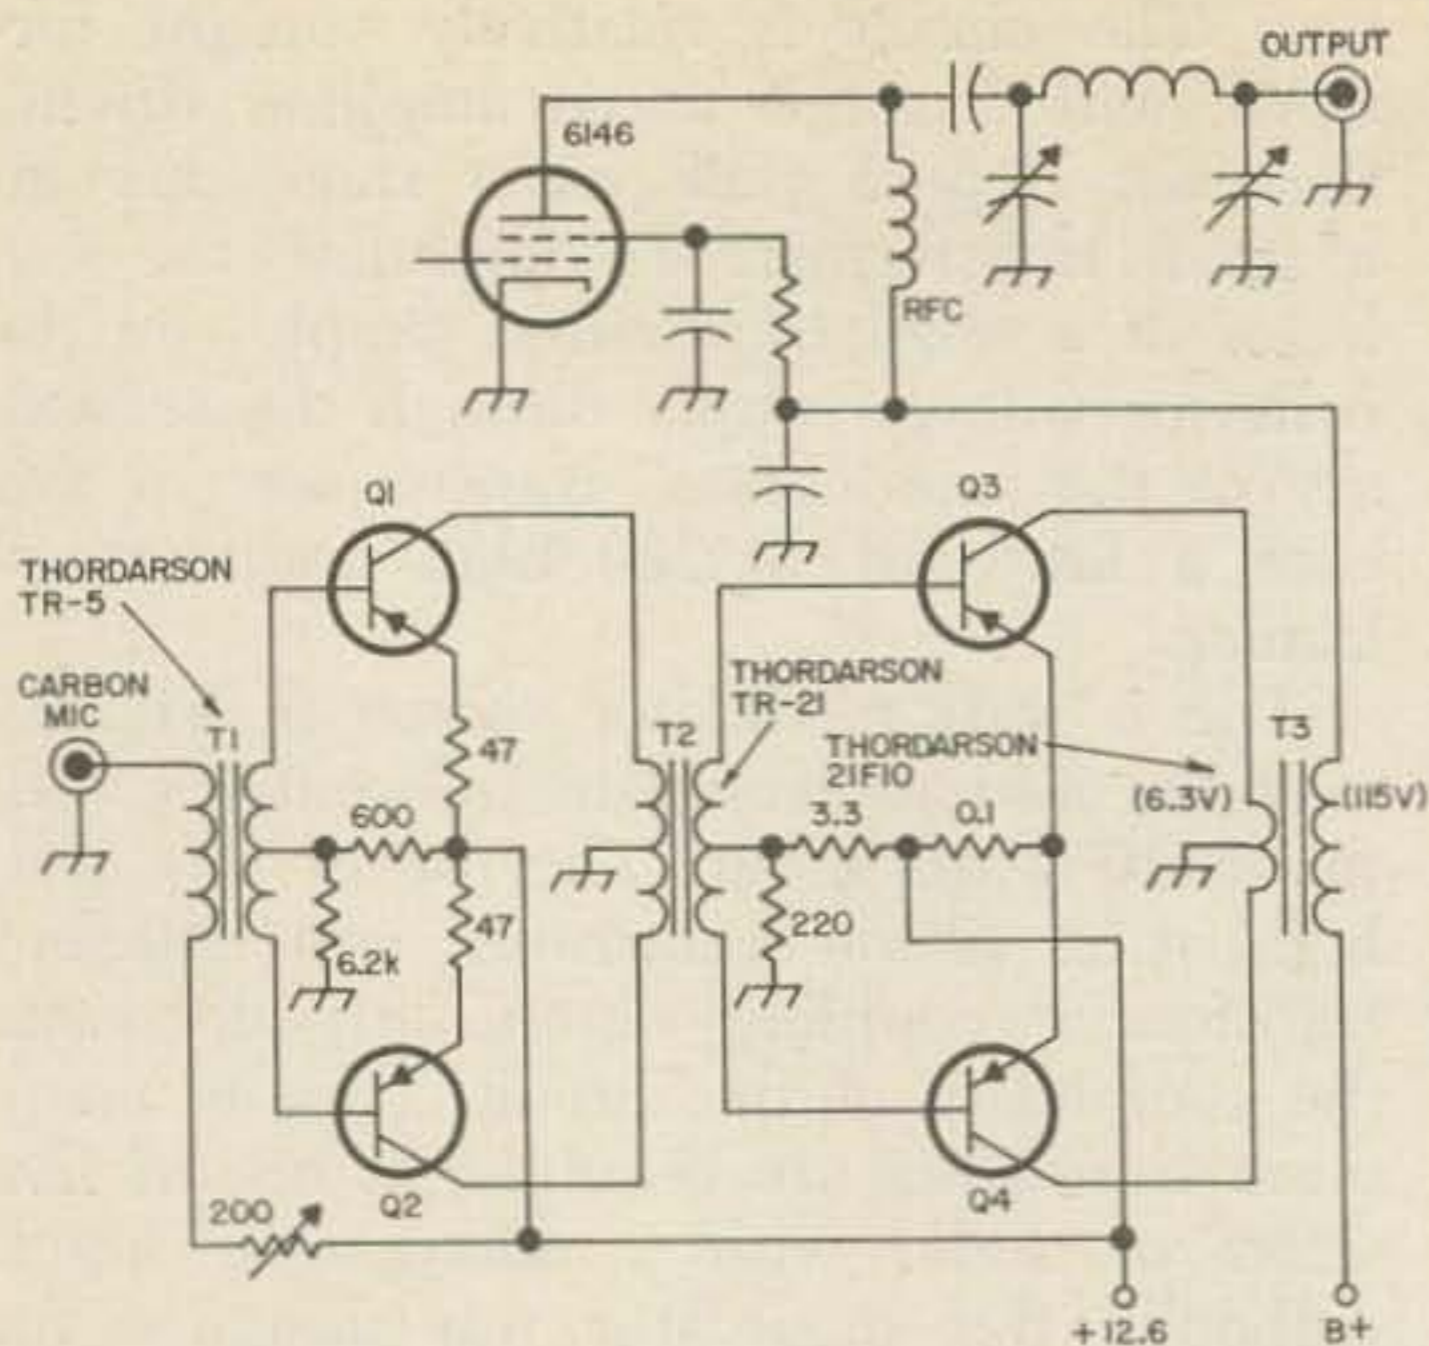 OUTPUT
6146
RFC
Q1
Q3
THORDARSON
TR-5
CARBON
MIC
T1
47
600
6.2k
47
200
Q2
T2
THORDARSON
TR-21
THORDARSON
21F10
3.3
0.1
220
(6.3V)
T3
(115V)
Q4
+12.6
B+